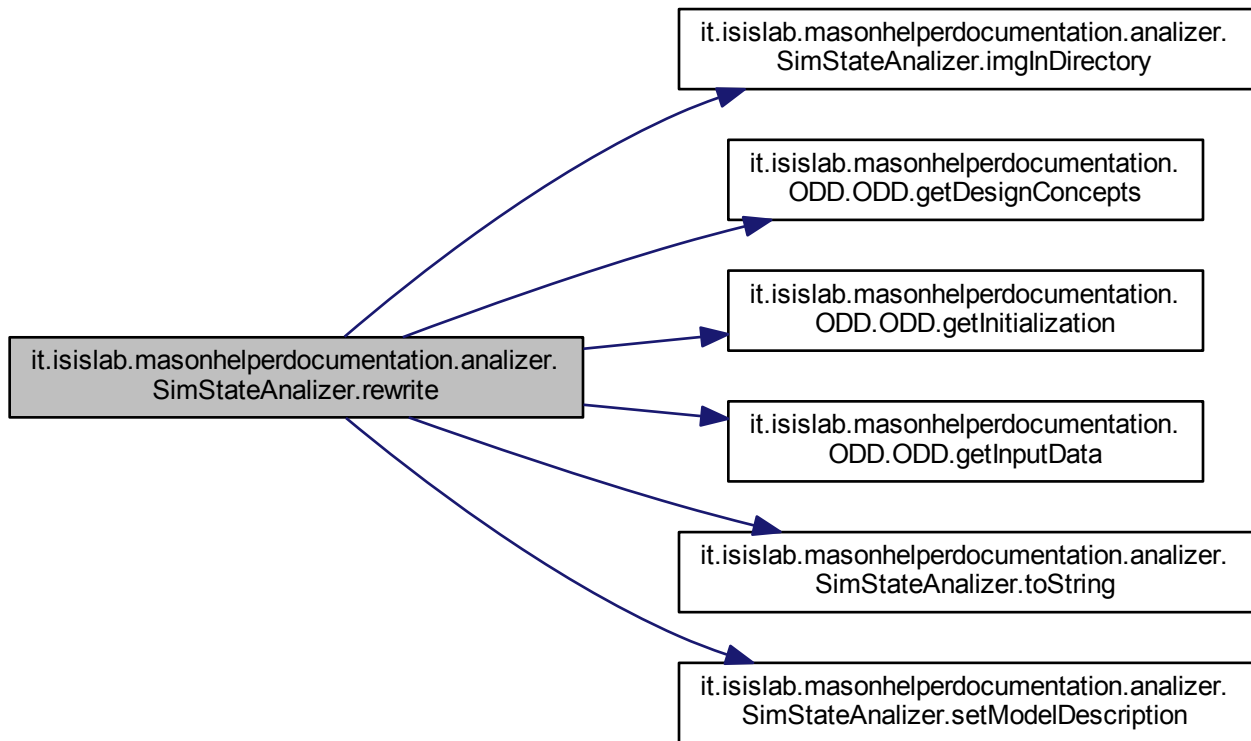 it.isislab.masonhelperdocumentation.analizer.
SimStateAnalizer.imgInDirectory
it.isislab.masonhelperdocumentation.
ODD.ODD.getDesignConcepts
it.isislab.masonhelperdocumentation.
ODD.ODD.getInitialization
it.isislab.masonhelperdocumentation.analizer.
SimStateAnalizer.rewrite
it.isislab.masonhelperdocumentation.
ODD.ODD.getInputData
it.isislab.masonhelperdocumentation.analizer.
SimStateAnalizer.toString
it.isislab.masonhelperdocumentation.analizer.
SimStateAnalizer.setModelDescription